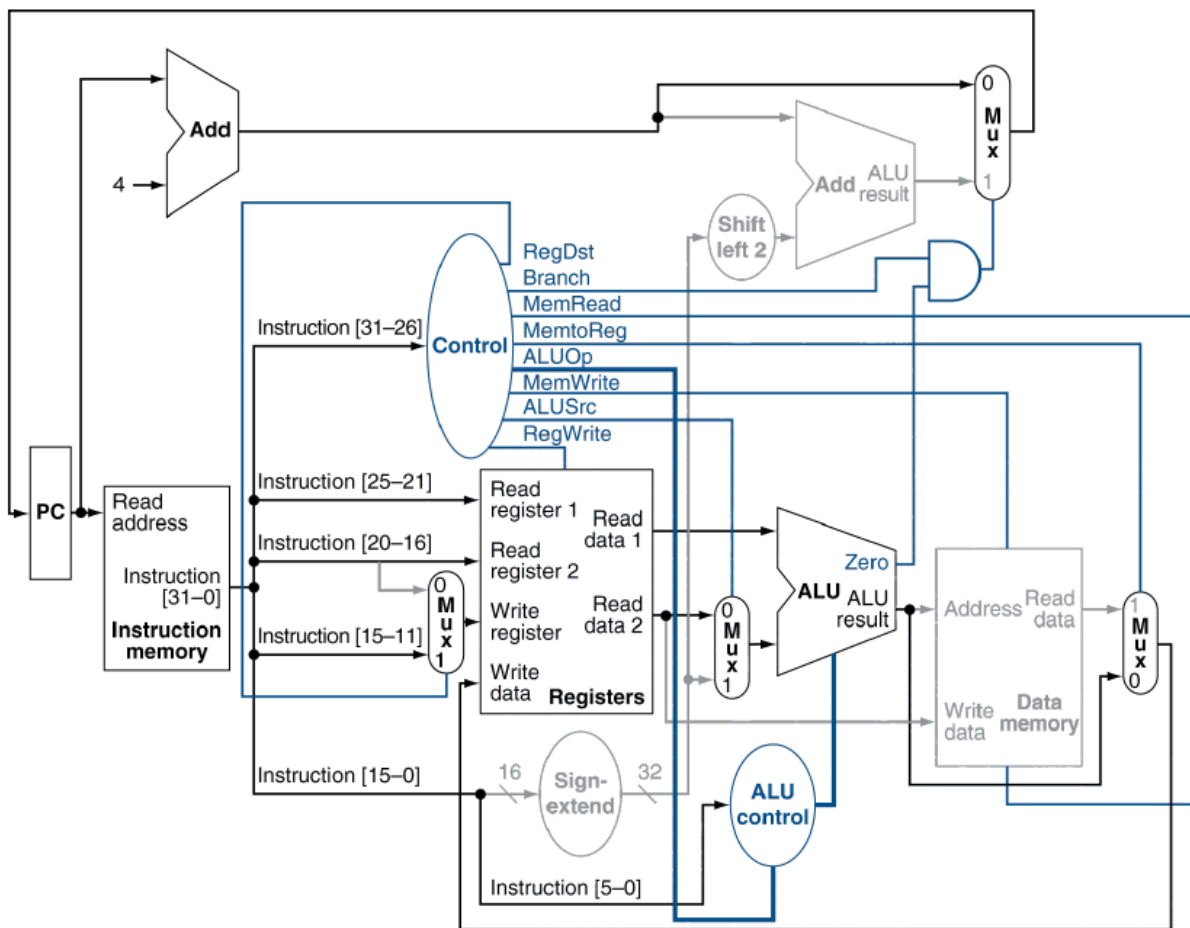 Add
4
0
Mux
1
Add
ALU
result
Shift
left 2
RegDst
Branch
MemRead
MemtoReg
ALUOp
MemWrite
ALUSrc
RegWrite
Control
Instruction [31–26]
Instruction [25–21]
Instruction [20–16]
Instruction [15–11]
Instruction [15–0]
Instruction [5–0]
PC
Read
address
Instruction
[31–0]
Instruction
memory
0
Mux
1
Read
register 1
Read
register 2
Write
register
Write
data
Read
data 1
Read
data 2
Registers
0
Mux
1
Zero
ALU
ALU
result
Address
Read
data
Write
data
Data
memory
1
Mux
0
16
Sign-
extend
32
ALU
control